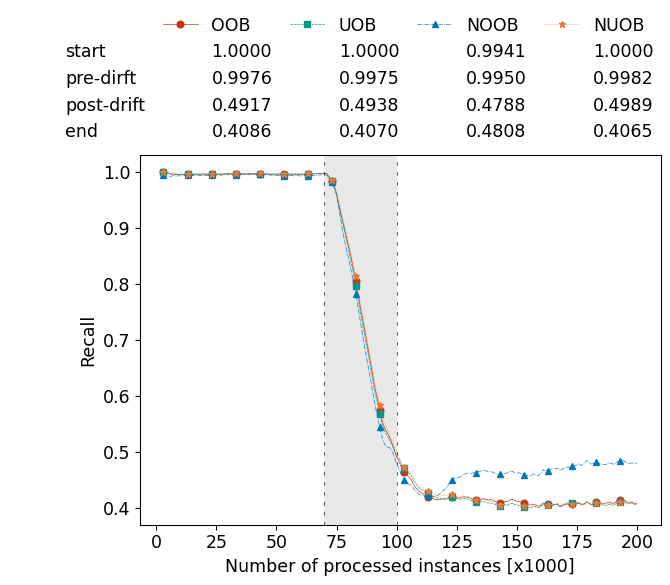 OOB UOB NOOB NUOB
start 1.0000 1.0000 0.9941 1.0000
pre-dirft 0.9976 0.9975 0.9950 0.9982
post-drift 0.4917 0.4938 0.4788 0.4989
end 0.4086 0.4070 0.4808 0.4065
1.0
0.9
0.8
0.7
0.6
0.5
0.4
Recall
0 25 50 75 100 125 150 175 200
Number of processed instances [x1000]